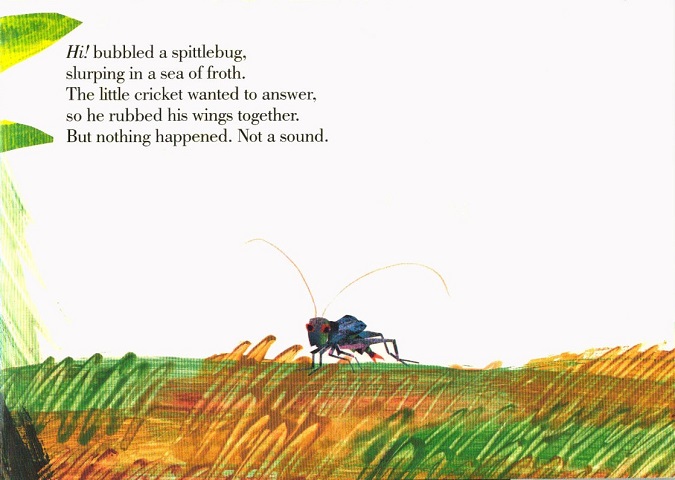 Hi! bubbled a spittlebug,
slurping in a sea of froth.
The little cricket wanted to answer,
so he rubbed his wings together.
But nothing happened. Not a sound.